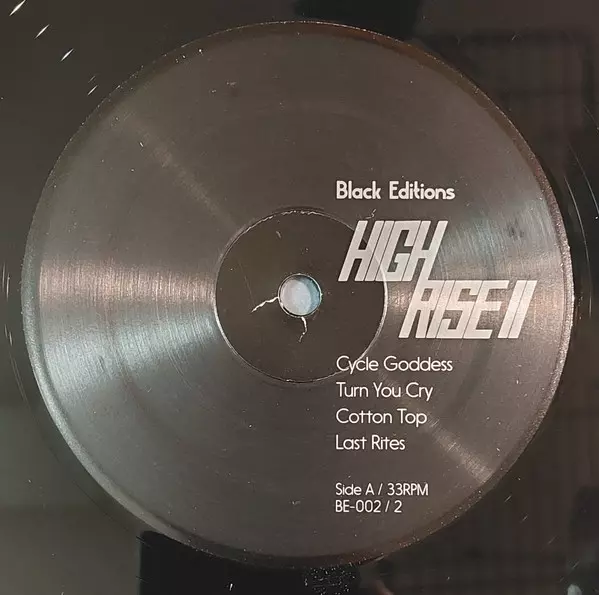 Black Editions
HIGH
RISE II
Cycle Goddess
Turn You Cry
Cotton Top
Last Rites
Side A / 33RPM
BE-002 / 2